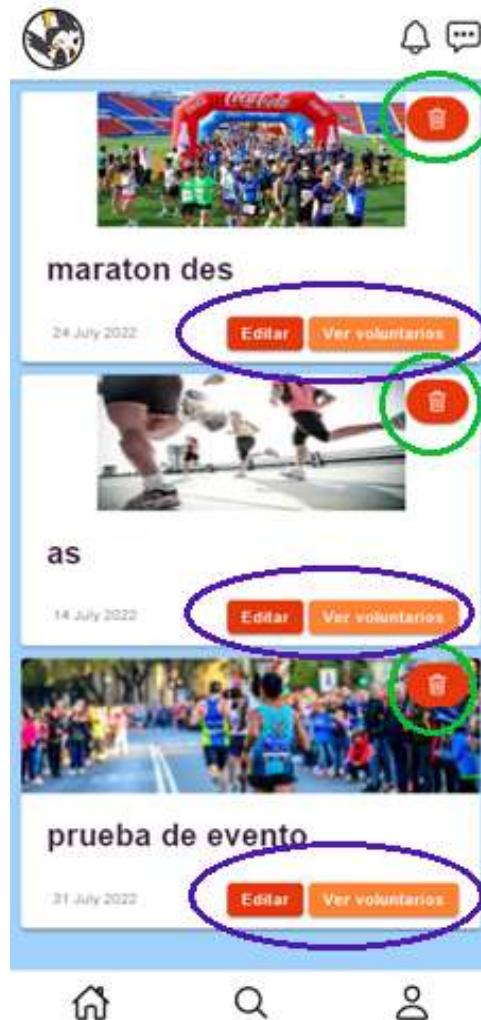 Coca-Cola
maraton des
24 July 2022
Editar
Ver voluntarios
as
14 July 2022
Editar
Ver voluntarios
prueba de evento
31 July 2022
Editar
Ver voluntarios